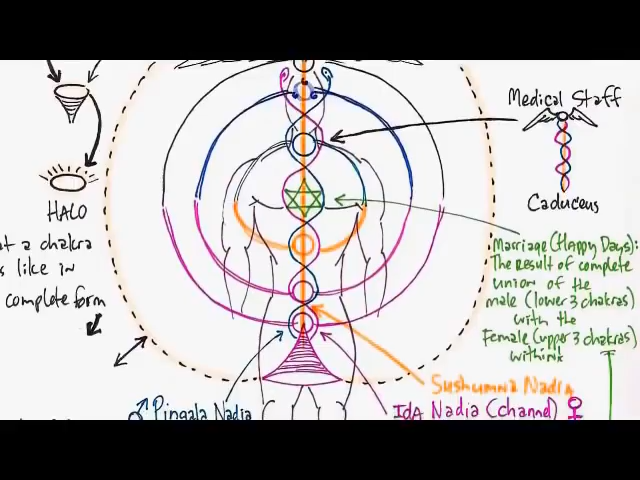 Medical Staff
Caduceus
HALO
at a chakra
s like in
complete form
Marriage (Happy Days):
The result of complete
union of the
male (lower 3 chakras)
with the
Female (upper 3 chakras)
within
Sushumna Nadia
♂ Pingala Nadia
Ida Nadia (channel) ♀